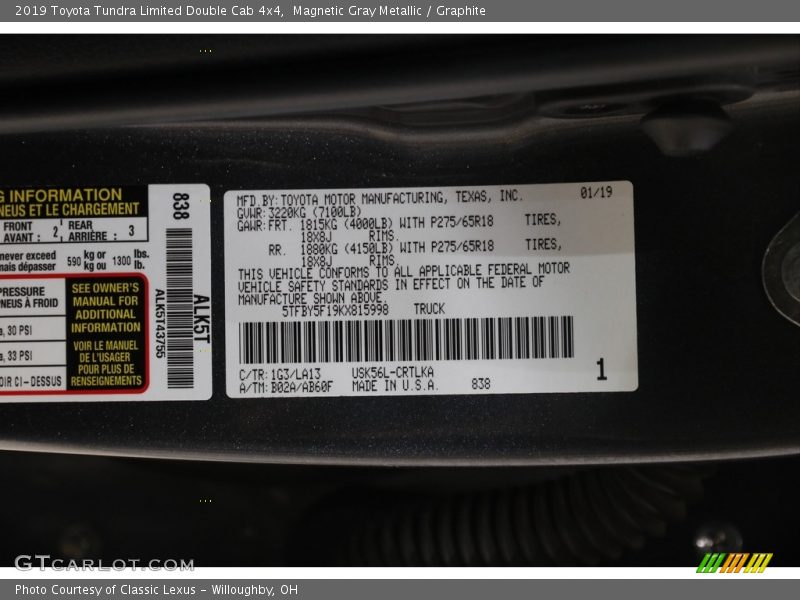 2019 Toyota Tundra Limited Double Cab 4x4,  Magnetic Gray Metallic / Graphite
G INFORMATION
NEUS ET LE CHARGEMENT
FRONT
AVANT : 2,
REAR
ARRIÈRE : 3
never exceed
mais dépasser
590 kg or
kg ou
1300 lbs.
lb.
PRESSURE
PNEUS À FROID
, 30 PSI
, 33 PSI
OIR CI-DESSUS
SEE OWNER'S
MANUAL FOR
ADDITIONAL
INFORMATION
VOIR LE MANUEL
DE L'USAGER
POUR PLUS DE
RENSEIGNEMENTS
838
ALK5T43755
ALK5T
MFD.BY:TOYOTA MOTOR MANUFACTURING, TEXAS, INC. 01/19
GVWR:3220KG (7100LB)
GAWR:FRT. 1815KG (4000LB) WITH P275/65R18 TIRES,
18X8J RIMS.
RR. 1880KG (4150LB) WITH P275/65R18 TIRES,
18X8J RIMS.
THIS VEHICLE CONFORMS TO ALL APPLICABLE FEDERAL MOTOR
VEHICLE SAFETY STANDARDS IN EFFECT ON THE DATE OF
MANUFACTURE SHOWN ABOVE.
5TFBY5F19KX815998 TRUCK
C/TR:1G3/LA13 USK56L-CRTLKA
A/TM:B02A/AB60F MADE IN U.S.A. 838
1
GTCARLOT.COM
Photo Courtesy of Classic Lexus - Willoughby, OH